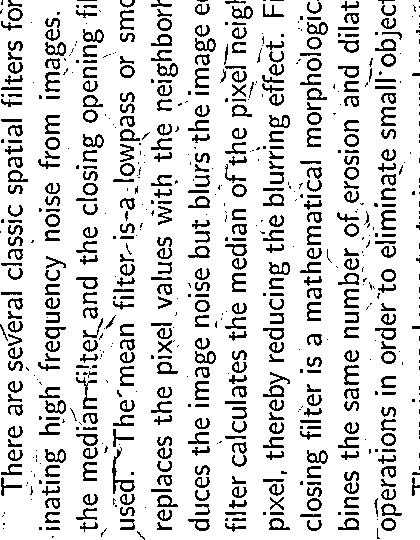 There are several classic spatial filters for
inating high frequency noise from images.
the median filter and the closing opening fil
used. The mean filter is a lowpass or smo
replaces the pixel values with the neighborh
duces the image noise but blurs the image e
filter calculates the median of the pixel neigh
pixel, thereby reducing the blurring effect. Fi
closing filter is a mathematical morphologic
bines the same number of erosion and dilat
operations in order to eliminate small object